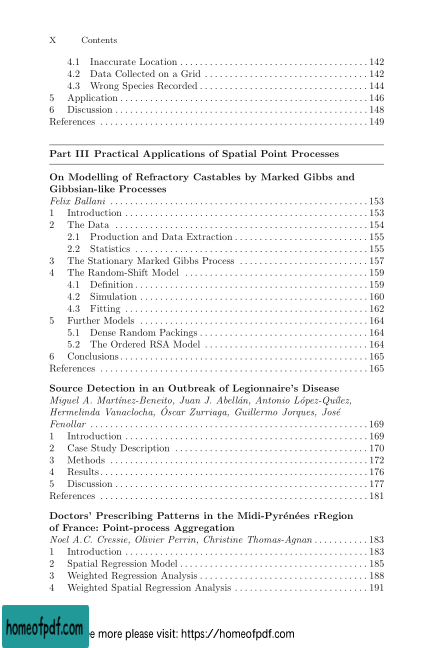 X Contents
4.1 Inaccurate Location . . . . . . . . . . 142
4.2 Data Collected on a Grid . . . . . . . . . . 142
4.3 Wrong Species Recorded . . . . . . . . . . 144
5 Application . . . . . . . . . . 146
6 Discussion . . . . . . . . . . 148
References . . . . . . . . . . 149
Part III Practical Applications of Spatial Point Processes
On Modelling of Refractory Castables by Marked Gibbs and
Gibbsian-like Processes
Felix Ballani . . . . . . . . . . 153
1 Introduction . . . . . . . . . . 153
2 The Data . . . . . . . . . . 154
2.1 Production and Data Extraction . . . . . . . . . . 155
2.2 Statistics . . . . . . . . . . 155
3 The Stationary Marked Gibbs Process . . . . . . . . . . 157
4 The Random-Shift Model . . . . . . . . . . 159
4.1 Definition . . . . . . . . . . 159
4.2 Simulation . . . . . . . . . . 160
4.3 Fitting . . . . . . . . . . 162
5 Further Models . . . . . . . . . . 164
5.1 Dense Random Packings . . . . . . . . . . 164
5.2 The Ordered RSA Model . . . . . . . . . . 164
6 Conclusions . . . . . . . . . . 165
References . . . . . . . . . . 165
Source Detection in an Outbreak of Legionnaire's Disease
Miguel A. Martínez-Beneito, Juan J. Abellán, Antonio López-Quílez,
Hermelinda Vanaclocha, Óscar Zurriaga, Guillermo Jorques, José
Fenollar . . . . . . . . . . 169
1 Introduction . . . . . . . . . . 169
2 Case Study Description . . . . . . . . . . 170
3 Methods . . . . . . . . . . 172
4 Results . . . . . . . . . . 176
5 Discussion . . . . . . . . . . 177
References . . . . . . . . . . 181
Doctors' Prescribing Patterns in the Midi-Pyrénées rRegion
of France: Point-process Aggregation
Noel A.C. Cressie, Olivier Perrin, Christine Thomas-Agnan . . . . . . . . . . 183
1 Introduction . . . . . . . . . . 183
2 Spatial Regression Model . . . . . . . . . . 185
3 Weighted Regression Analysis . . . . . . . . . . 188
4 Weighted Spatial Regression Analysis . . . . . . . . . . 191
homeofpdf.com
e more please visit: https://homeofpdf.com